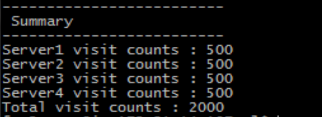 -------------------------
 Summary
-------------------------
Server1 visit counts : 500
Server2 visit counts : 500
Server3 visit counts : 500
Server4 visit counts : 500
Total visit counts : 2000